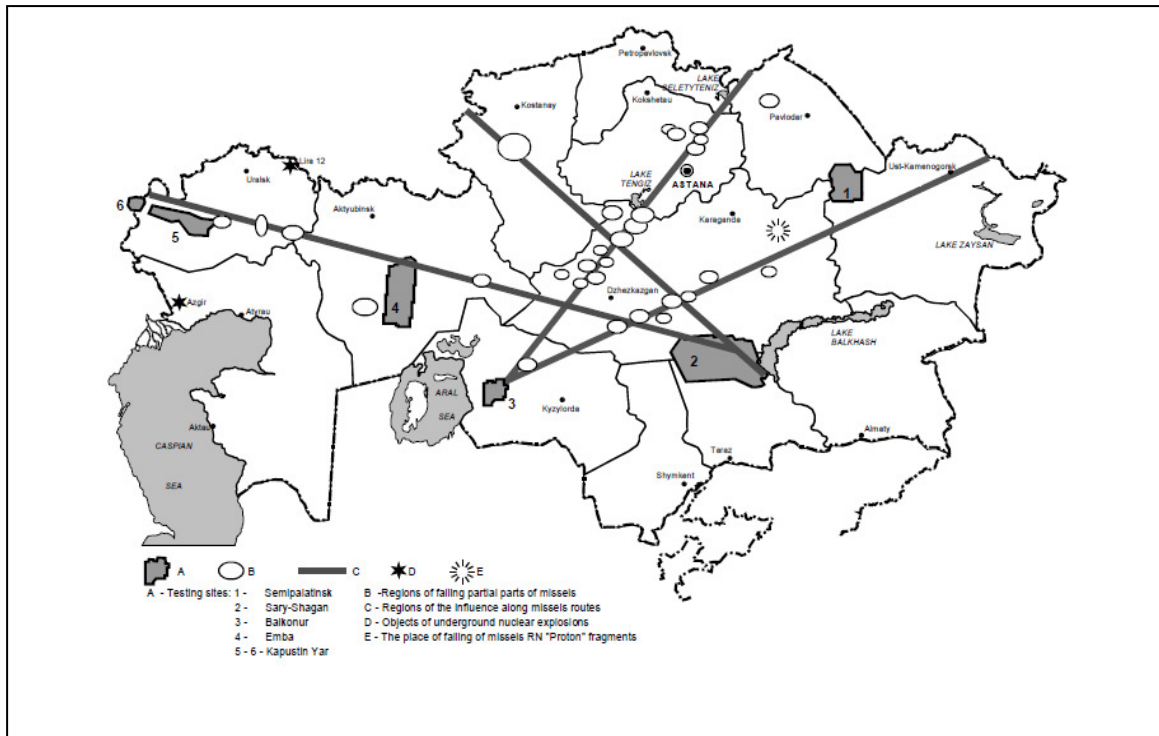 Petropavlovsk
LAKE
SELETYTENIZ
Kostanay
Kokshetau
Pavlodar
Lira 12
Uralsk
LAKE
TENGIZ
ASTANA
1
Ust-Kamenogorsk
6
5
Aktyubinsk
Karaganda
LAKE ZAYSAN
Azgir
Atyrau
4
Dzhezkazgan
LAKE
BALKHASH
2
ARAL
SEA
3
Kyzylorda
Aktau
CASPIAN
SEA
Almaty
Taraz
Shymkent
A B C D E
A - Testing sites: 1 - Semipalatinsk
2 - Sary-Shagan
3 - Baikonur
4 - Emba
5 - 6 - Kapustin Yar
B -Regions of falling partial parts of missels
C - Regions of the influence along missels routes
D - Objects of underground nuclear explosions
E - The place of falling of missels RN "Proton" fragments